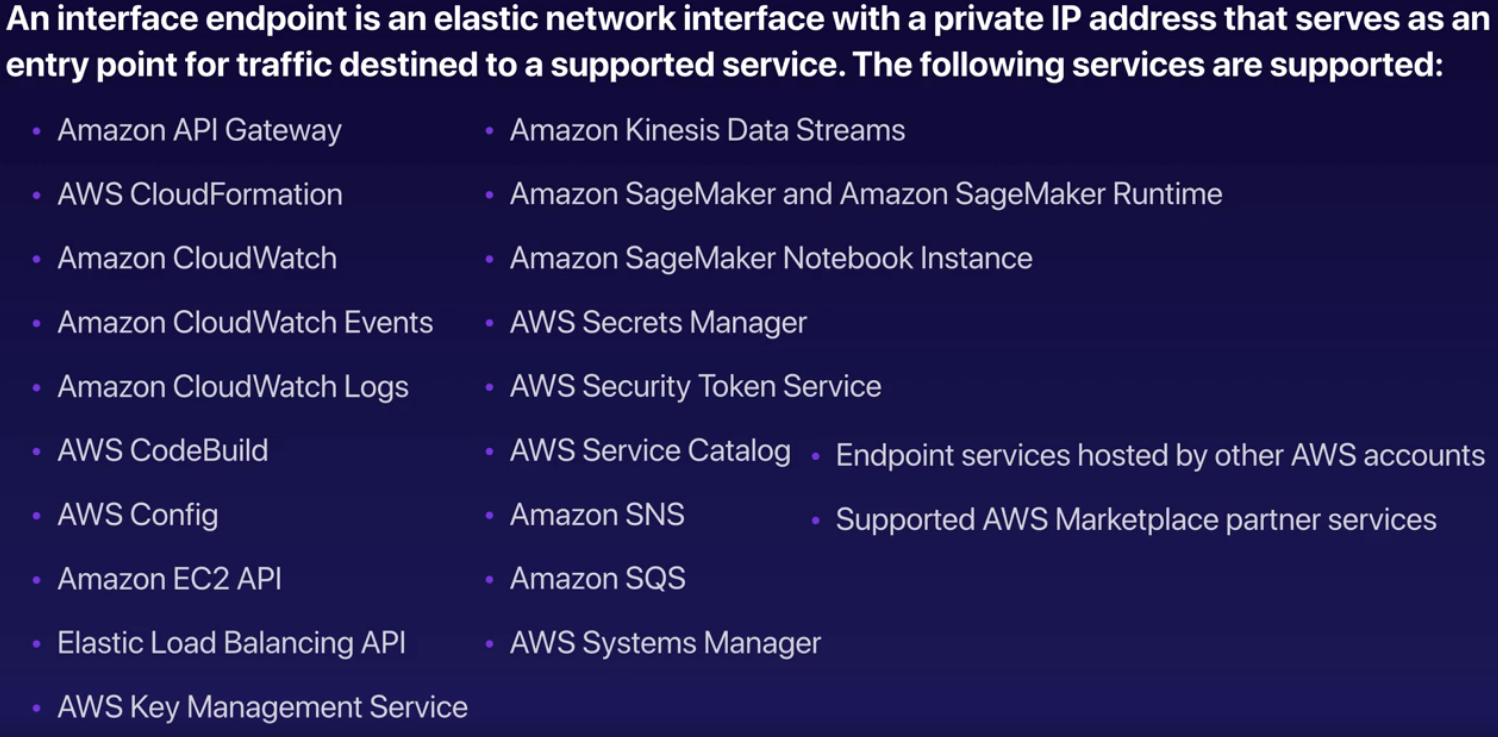 An interface endpoint is an elastic network interface with a private IP address that serves as an
entry point for traffic destined to a supported service. The following services are supported:
• Amazon API Gateway
• AWS CloudFormation
• Amazon CloudWatch
• Amazon CloudWatch Events
• Amazon CloudWatch Logs
• AWS CodeBuild
• AWS Config
• Amazon EC2 API
• Elastic Load Balancing API
• AWS Key Management Service
• Amazon Kinesis Data Streams
• Amazon SageMaker and Amazon SageMaker Runtime
• Amazon SageMaker Notebook Instance
• AWS Secrets Manager
• AWS Security Token Service
• AWS Service Catalog
• Amazon SNS
• Amazon SQS
• AWS Systems Manager
• Endpoint services hosted by other AWS accounts
• Supported AWS Marketplace partner services